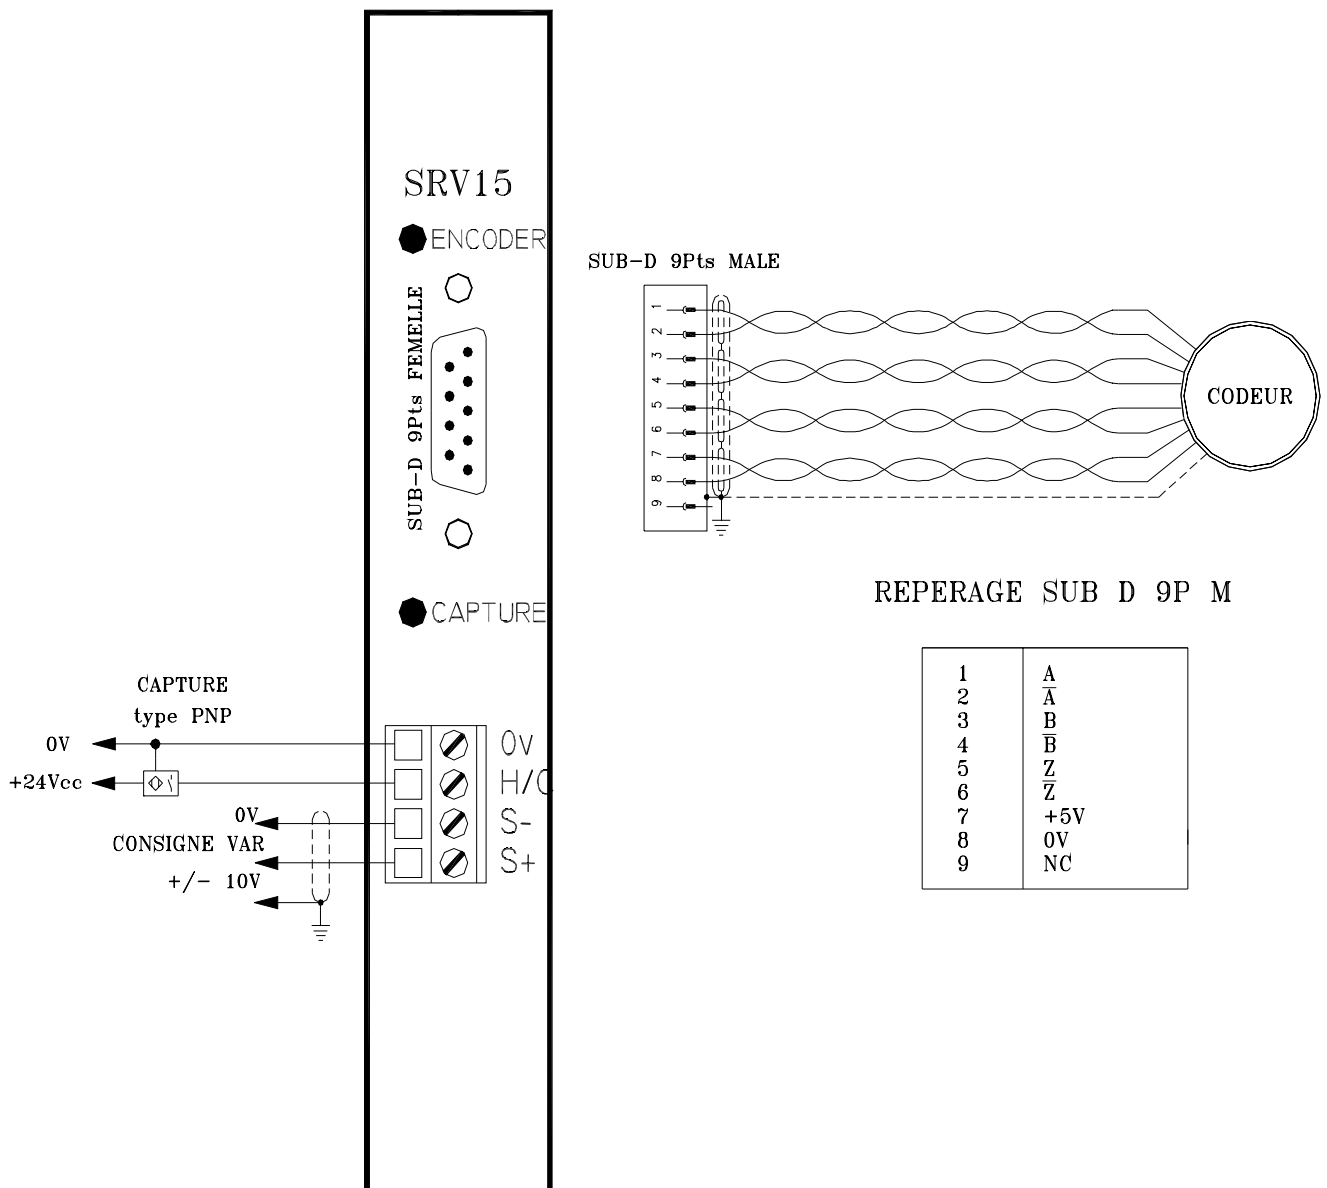 SRV15
ENCODER
SUB-D 9Pts FEMELLE
CAPTURE
SUB-D 9Pts MALE
1
2
3
4
5
6
7
8
9
CODEUR
REPERAGE SUB D 9P M
1 A
2 A̅
3 B
4 B̅
5 Z
6 Z̅
7 +5V
8 0V
9 NC
CAPTURE
type PNP
0V
+24Vcc
0V
CONSIGNE VAR
+/- 10V
0v
H/C
S-
S+